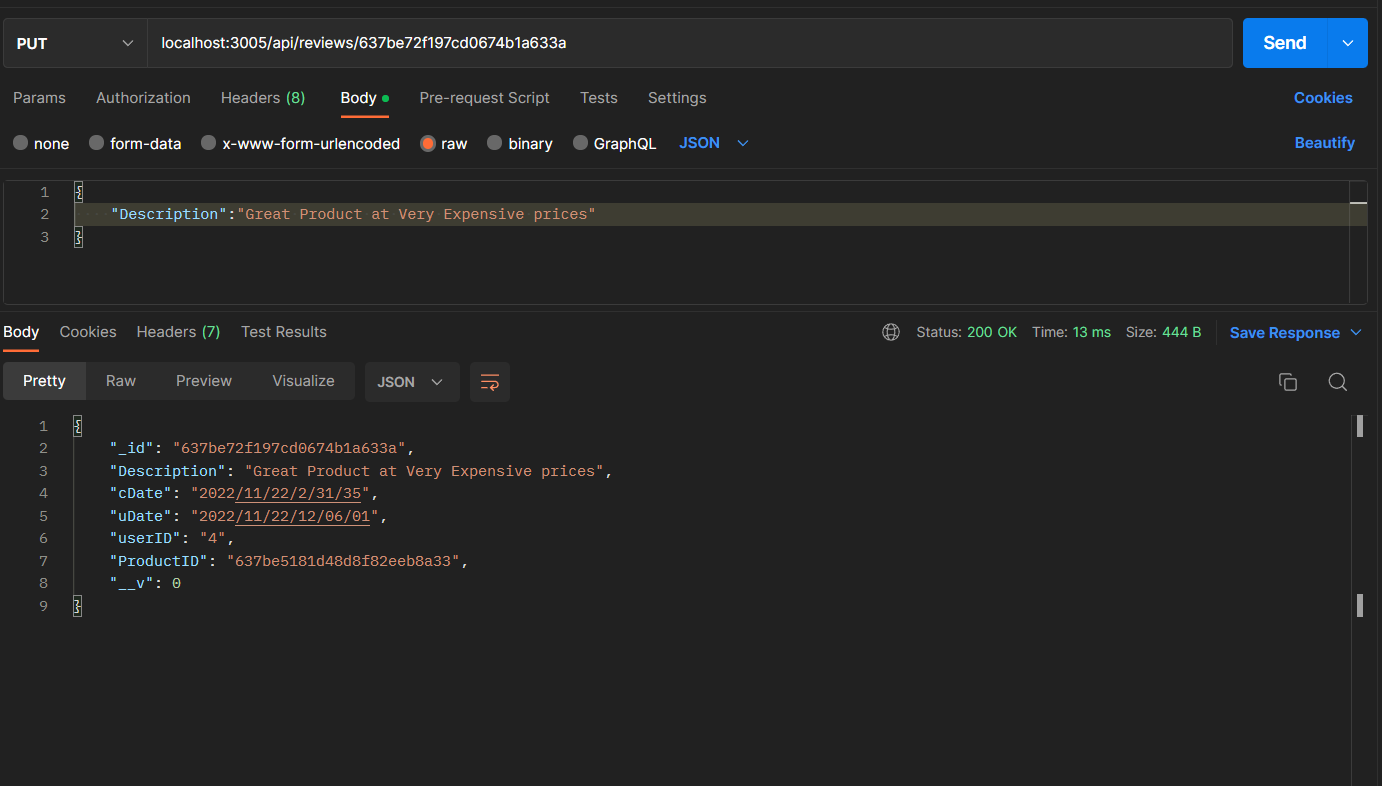 PUT localhost:3005/api/reviews/637be72f197cd0674b1a633a Send
Params Authorization Headers (8) Body Pre-request Script Tests Settings Cookies
none form-data x-www-form-urlencoded raw binary GraphQL JSON Beautify
1 {
2 "Description":"Great Product at Very Expensive prices"
3 }
Body Cookies Headers (7) Test Results Status: 200 OK Time: 13 ms Size: 444 B Save Response
Pretty Raw Preview Visualize JSON
1 {
2 "_id": "637be72f197cd0674b1a633a",
3 "Description": "Great Product at Very Expensive prices",
4 "cDate": "2022/11/22/2/31/35",
5 "uDate": "2022/11/22/12/06/01",
6 "userID": "4",
7 "ProductID": "637be5181d48d8f82eeb8a33",
8 "__v": 0
9 }